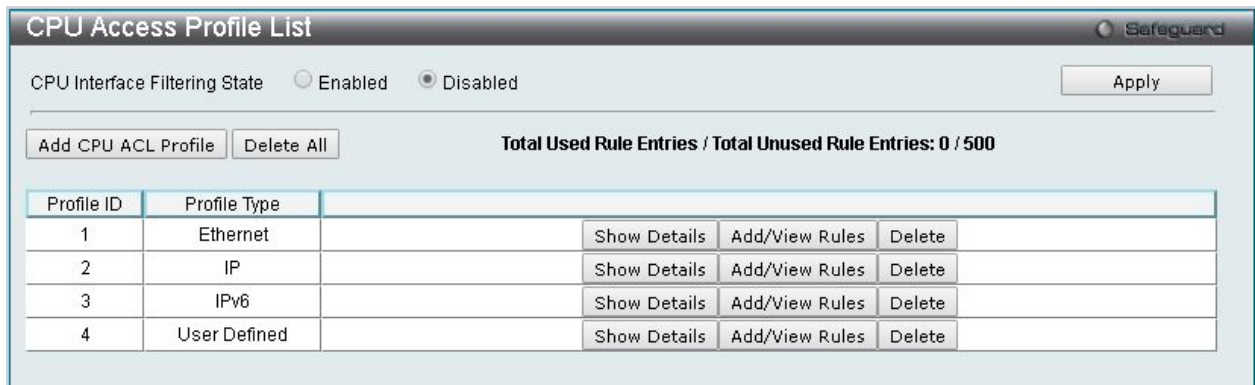 CPU Access Profile List Safeguard
CPU Interface Filtering State Enabled Disabled Apply
Add CPU ACL Profile Delete All Total Used Rule Entries / Total Unused Rule Entries: 0 / 500
Profile ID Profile Type
1 Ethernet Show Details Add/View Rules Delete
2 IP Show Details Add/View Rules Delete
3 IPv6 Show Details Add/View Rules Delete
4 User Defined Show Details Add/View Rules Delete